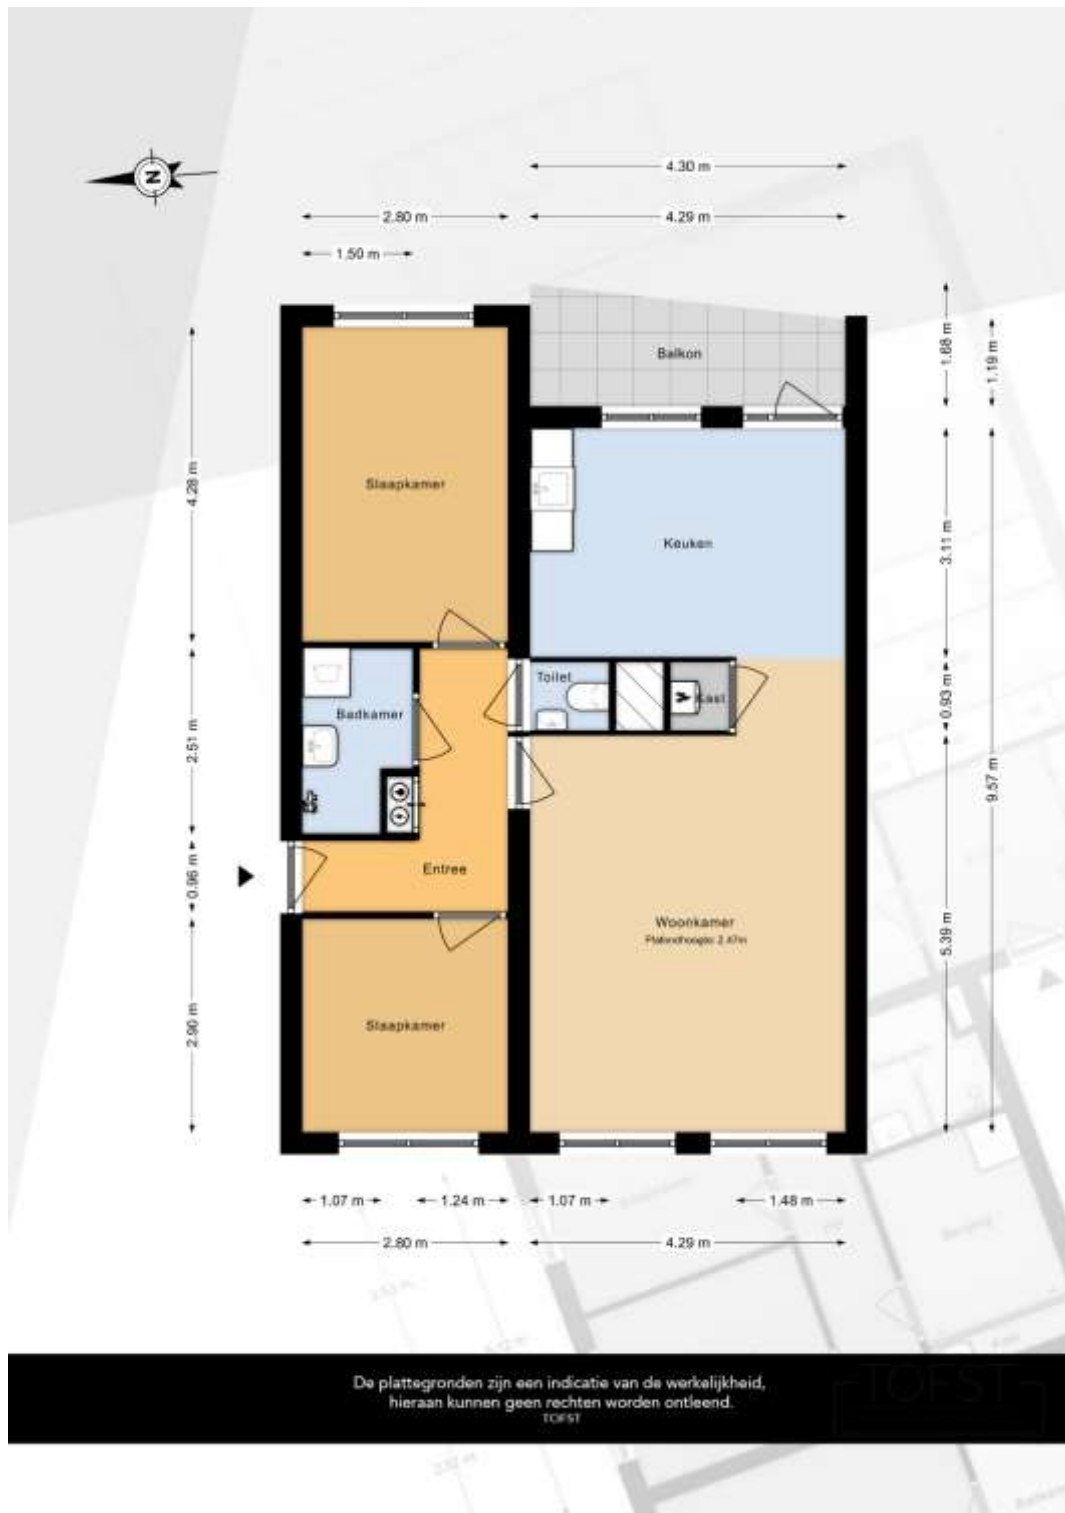 N
4.30 m
2.80 m
4.29 m
1.50 m
Balkon
1.68 m
1.19 m
4.28 m
Slaapkamer
Keuken
3.11 m
Toilet
Kast
0.93 m
Badkamer
2.51 m
9.57 m
0.96 m
Entree
Woonkamer
Plafondhoogte: 2.47m
5.39 m
2.90 m
Slaapkamer
1.07 m
1.24 m
1.07 m
1.48 m
2.80 m
4.29 m
De plattegronden zijn een indicatie van de werkelijkheid,
hieraan kunnen geen rechten worden ontleend.
TOFST
TOFST